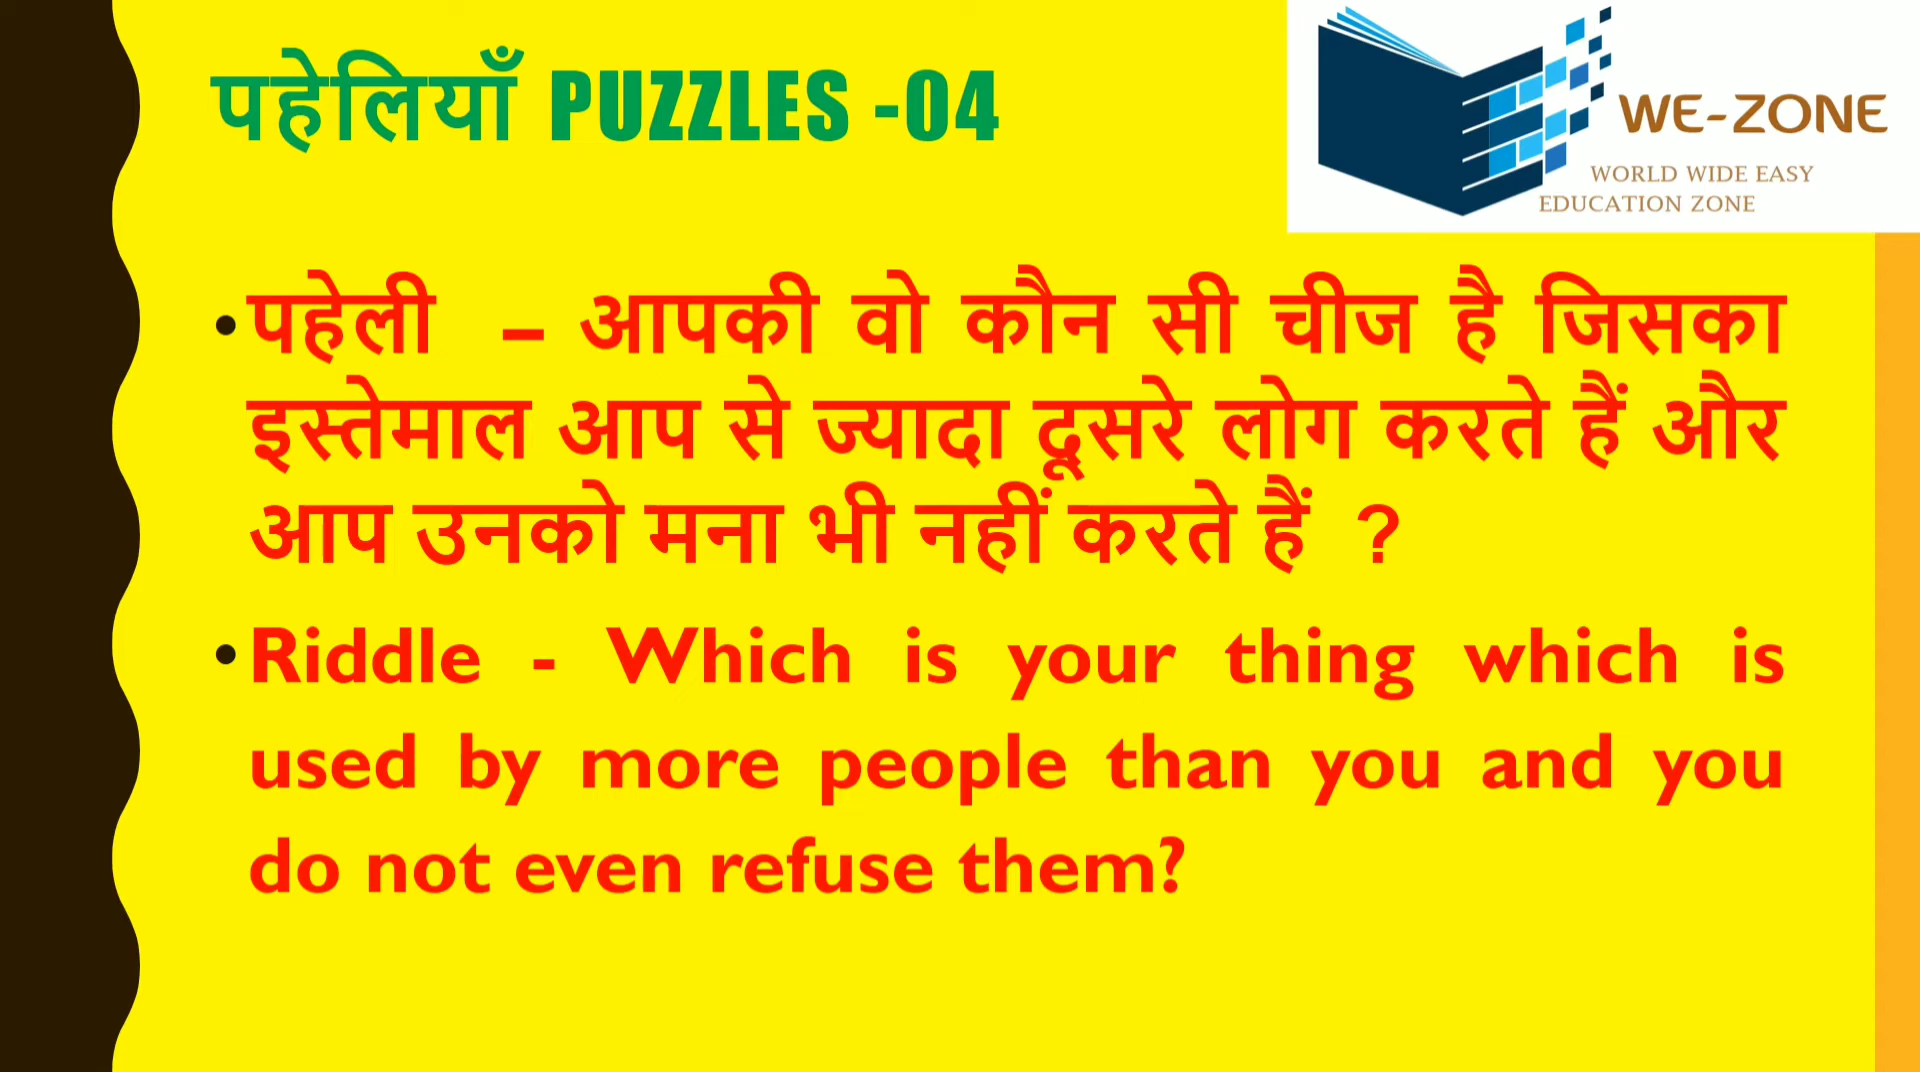 पहेलियाँ PUZZLES -04
WE-ZONE
WORLD WIDE EASY
EDUCATION ZONE
•पहेली – आपकी वो कौन सी चीज है जिसका
इस्तेमाल आप से ज्यादा दूसरे लोग करते हैं और
आप उनको मना भी नहीं करते हैं ?
•Riddle - Which is your thing which is
used by more people than you and you
do not even refuse them?